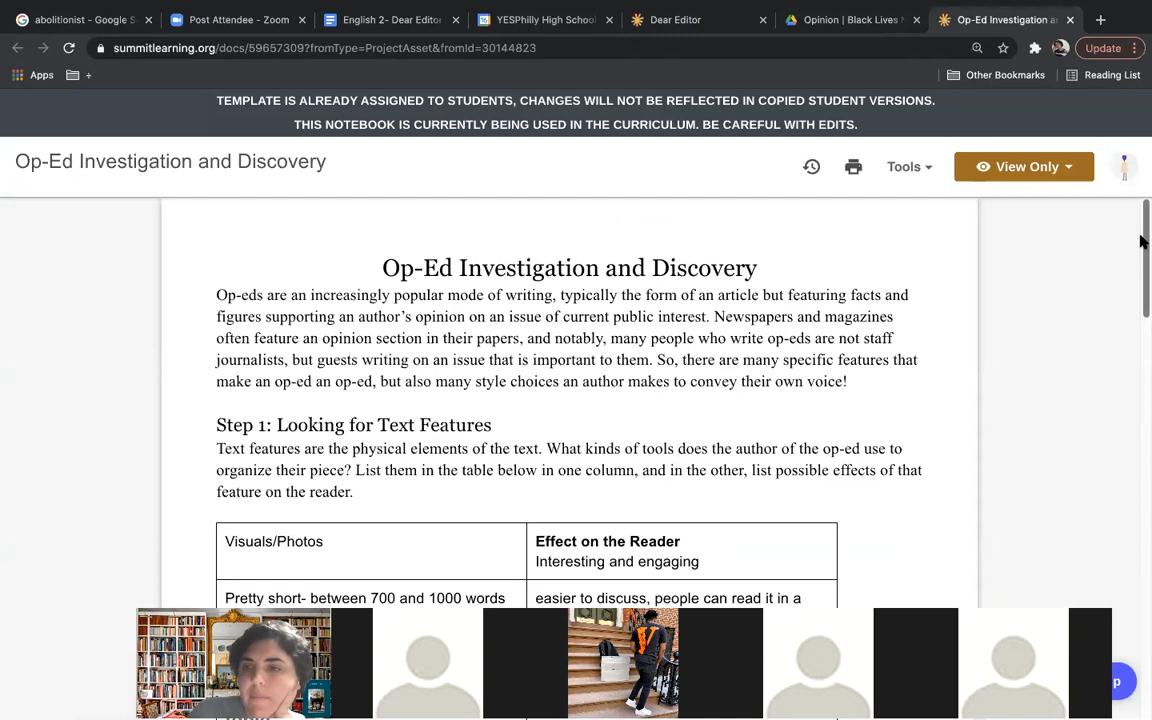 abolitionist - Google S
Post Attendee - Zoom
English 2- Dear Editor
YESPhilly High School
Dear Editor
Opinion | Black Lives
Op-Ed Investigation an
summitlearning.org/docs/59657309?fromType=ProjectAsset&fromId=30144823
Update
Apps
Other Bookmarks
Reading List
TEMPLATE IS ALREADY ASSIGNED TO STUDENTS, CHANGES WILL NOT BE REFLECTED IN COPIED STUDENT VERSIONS.
THIS NOTEBOOK IS CURRENTLY BEING USED IN THE CURRICULUM. BE CAREFUL WITH EDITS.
Op-Ed Investigation and Discovery
Tools
View Only
Op-Ed Investigation and Discovery
Op-eds are an increasingly popular mode of writing, typically the form of an article but featuring facts and
figures supporting an author's opinion on an issue of current public interest. Newspapers and magazines
often feature an opinion section in their papers, and notably, many people who write op-eds are not staff
journalists, but guests writing on an issue that is important to them. So, there are many specific features that
make an op-ed an op-ed, but also many style choices an author makes to convey their own voice!
Step 1: Looking for Text Features
Text features are the physical elements of the text. What kinds of tools does the author of the op-ed use to
organize their piece? List them in the table below in one column, and in the other, list possible effects of that
feature on the reader.
Visuals/Photos
Effect on the Reader
Interesting and engaging
Pretty short- between 700 and 1000 words
easier to discuss, people can read it in a
V
p